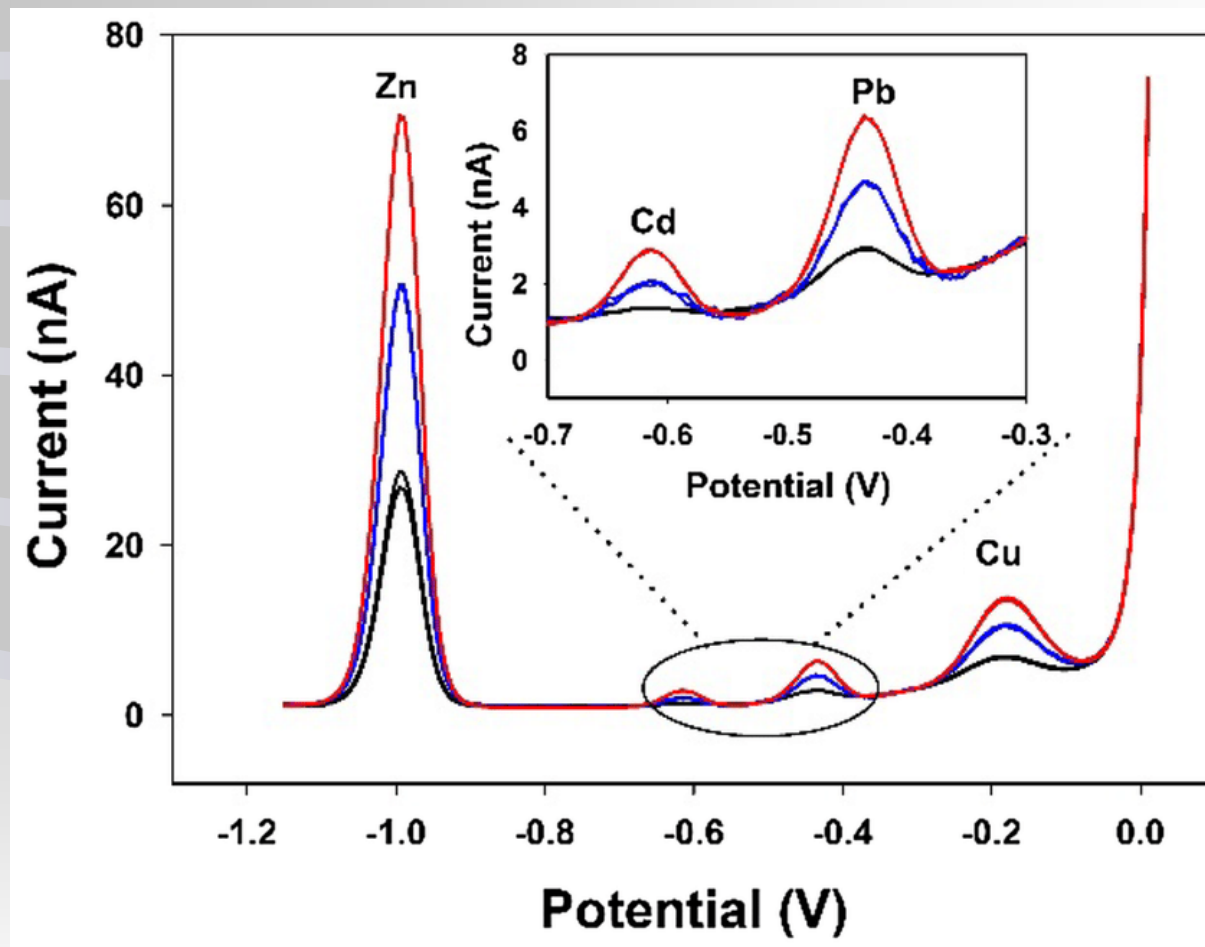 80
60
40
20
0
Current (nA)
Zn
8
6
4
2
0
Current (nA)
Cd
Pb
-0.7 -0.6 -0.5 -0.4 -0.3
Potential (V)
Cu
-1.2 -1.0 -0.8 -0.6 -0.4 -0.2 0.0
Potential (V)